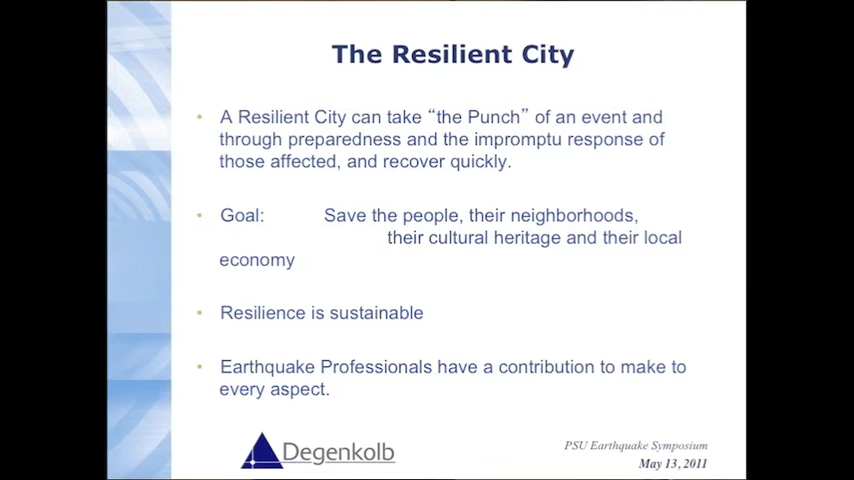 The Resilient City
• A Resilient City can take “the Punch” of an event and
through preparedness and the impromptu response of
those affected, and recover quickly.
• Goal: Save the people, their neighborhoods,
their cultural heritage and their local
economy
• Resilience is sustainable
• Earthquake Professionals have a contribution to make to
every aspect.
Degenkolb
PSU Earthquake Symposium
May 13, 2011